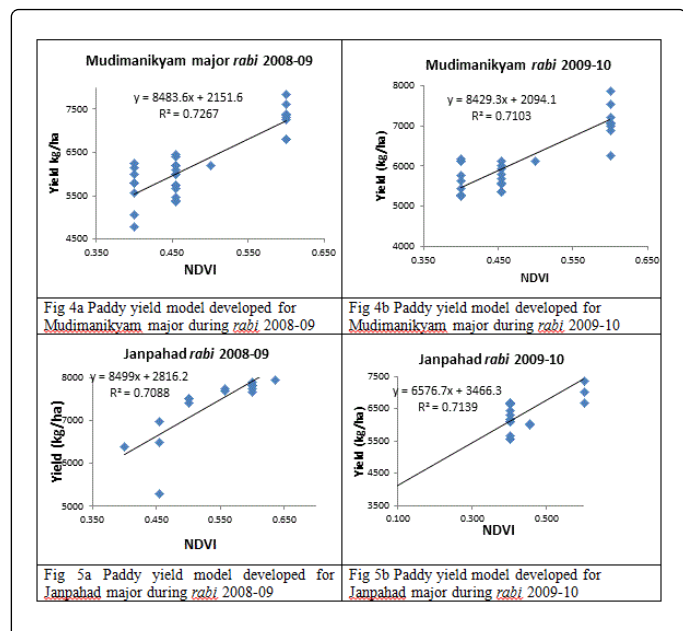 Mudimanikyam major rabi 2008-09
y = 8483.6x + 2151.6
R² = 0.7267
Yield kg/ha
7500
6500
5500
4500
0.350 0.450 0.550 0.650
NDVI
Mudimanikyam rabi 2009-10
y = 8429.3x + 2094.1
R² = 0.7103
Yield (kg/ha)
8000
7000
6000
5000
4000
0.350 0.450 0.550 0.650
NDVI
Fig 4a Paddy yield model developed for
Mudimanikyam major during rabi 2008-09
Fig 4b Paddy yield model developed for
Mudimanikyam major during rabi 2009-10
Janpahad rabi 2008-09
y = 8499x + 2816.2
R² = 0.7088
Yield (kg/ha)
8000
7000
6000
5000
0.350 0.450 0.550 0.650
NDVI
Janpahad rabi 2009-10
y = 6576.7x + 3466.3
R² = 0.7139
Yield (kg/ha)
7500
6500
5500
4500
3500
0.100 0.300 0.500
NDVI
Fig 5a Paddy yield model developed for
Janpahad major during rabi 2008-09
Fig 5b Paddy yield model developed for
Janpahad major during rabi 2009-10